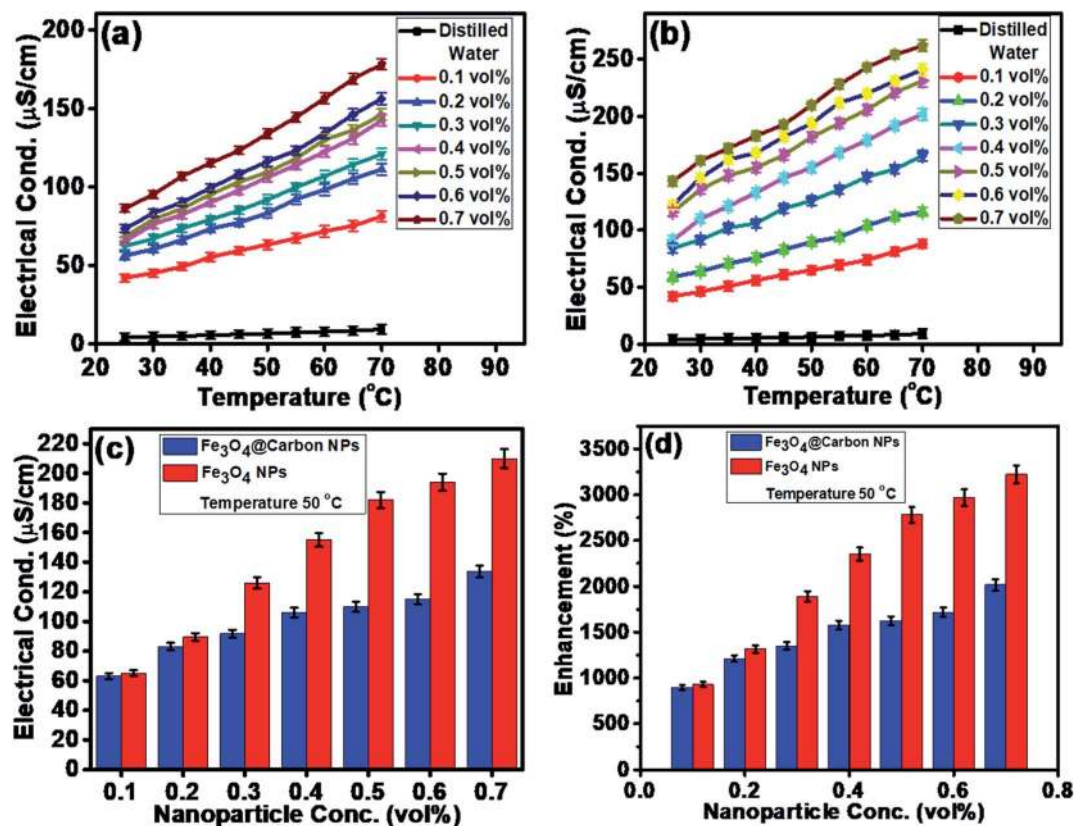 (a)
Electrical Cond. (μS/cm)
200
150
100
50
0
20 30 40 50 60 70 80 90
Temperature (°C)
Distilled
Water
0.1 vol%
0.2 vol%
0.3 vol%
0.4 vol%
0.5 vol%
0.6 vol%
0.7 vol%
(b)
Electrical Cond. (μS/cm)
250
200
150
100
50
0
20 30 40 50 60 70 80 90
Temperature (°C)
Distilled
Water
0.1 vol%
0.2 vol%
0.3 vol%
0.4 vol%
0.5 vol%
0.6 vol%
0.7 vol%
(c)
Electrical Cond. (μS/cm)
220
200
180
160
140
120
100
80
60
40
20
0
0.1 0.2 0.3 0.4 0.5 0.6 0.7
Nanoparticle Conc. (vol%)
Fe₃O₄@Carbon NPs
Fe₃O₄ NPs
Temperature 50 °C
(d)
Enhancement (%)
3500
3000
2500
2000
1500
1000
500
0
0.0 0.2 0.4 0.6 0.8
Nanoparticle Conc. (vol%)
Fe₃O₄@Carbon NPs
Fe₃O₄ NPs
Temperature 50 °C